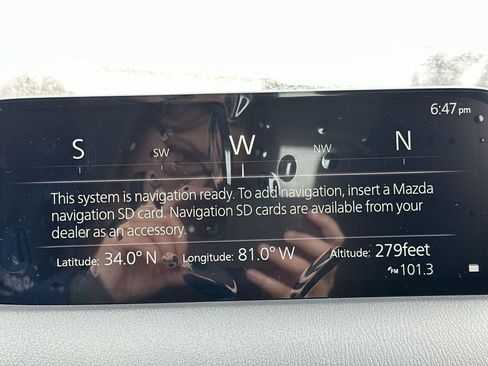 6:47 pm
S SW W NW N
This system is navigation ready. To add navigation, insert a Mazda
navigation SD card. Navigation SD cards are available from your
dealer as an accessory.
Latitude: 34.0° N Longitude: 81.0° W Altitude: 279feet
FM 101.3